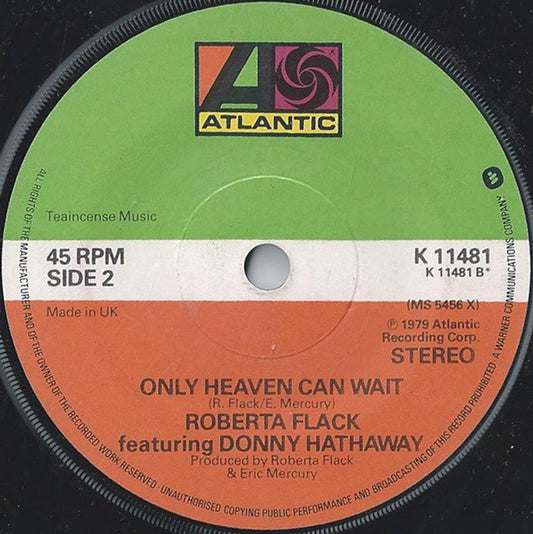 ATLANTIC
Teaincense Music
45 RPM
SIDE 2
Made in UK
K 11481
K 11481 B*
(MS 5456 X)
℗ 1979 Atlantic
Recording Corp.
STEREO
ONLY HEAVEN CAN WAIT
(R. Flack/E. Mercury)
ROBERTA FLACK
featuring DONNY HATHAWAY
Produced by Roberta Flack
& Eric Mercury
ALL RIGHTS OF THE MANUFACTURER AND OF THE OWNER OF THE RECORDED WORK RESERVED. UNAUTHORISED COPYING PUBLIC PERFORMANCE AND BROADCASTING OF THIS RECORD PROHIBITED. A WARNER COMMUNICATIONS COMPANY